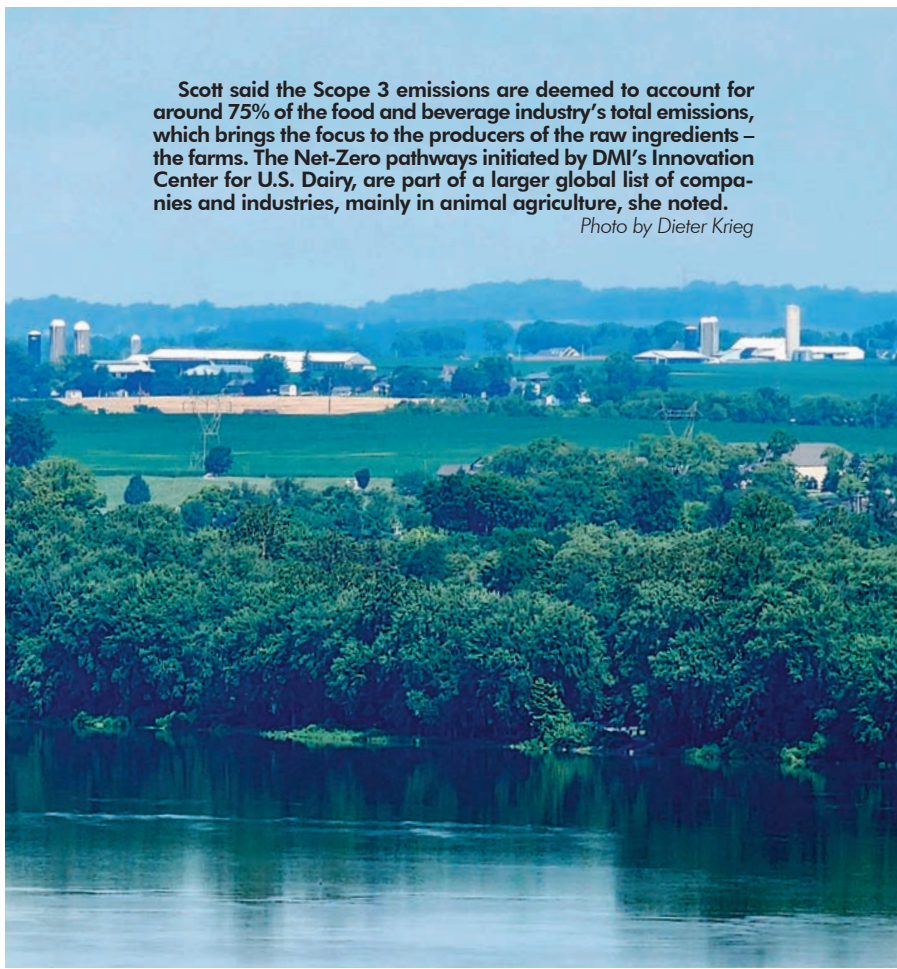 Scott said the Scope 3 emissions are deemed to account for
around 75% of the food and beverage industry’s total emissions,
which brings the focus to the producers of the raw ingredients –
the farms. The Net-Zero pathways initiated by DMI’s Innovation
Center for U.S. Dairy, are part of a larger global list of compa-
nies and industries, mainly in animal agriculture, she noted.
Photo by Dieter Krieg